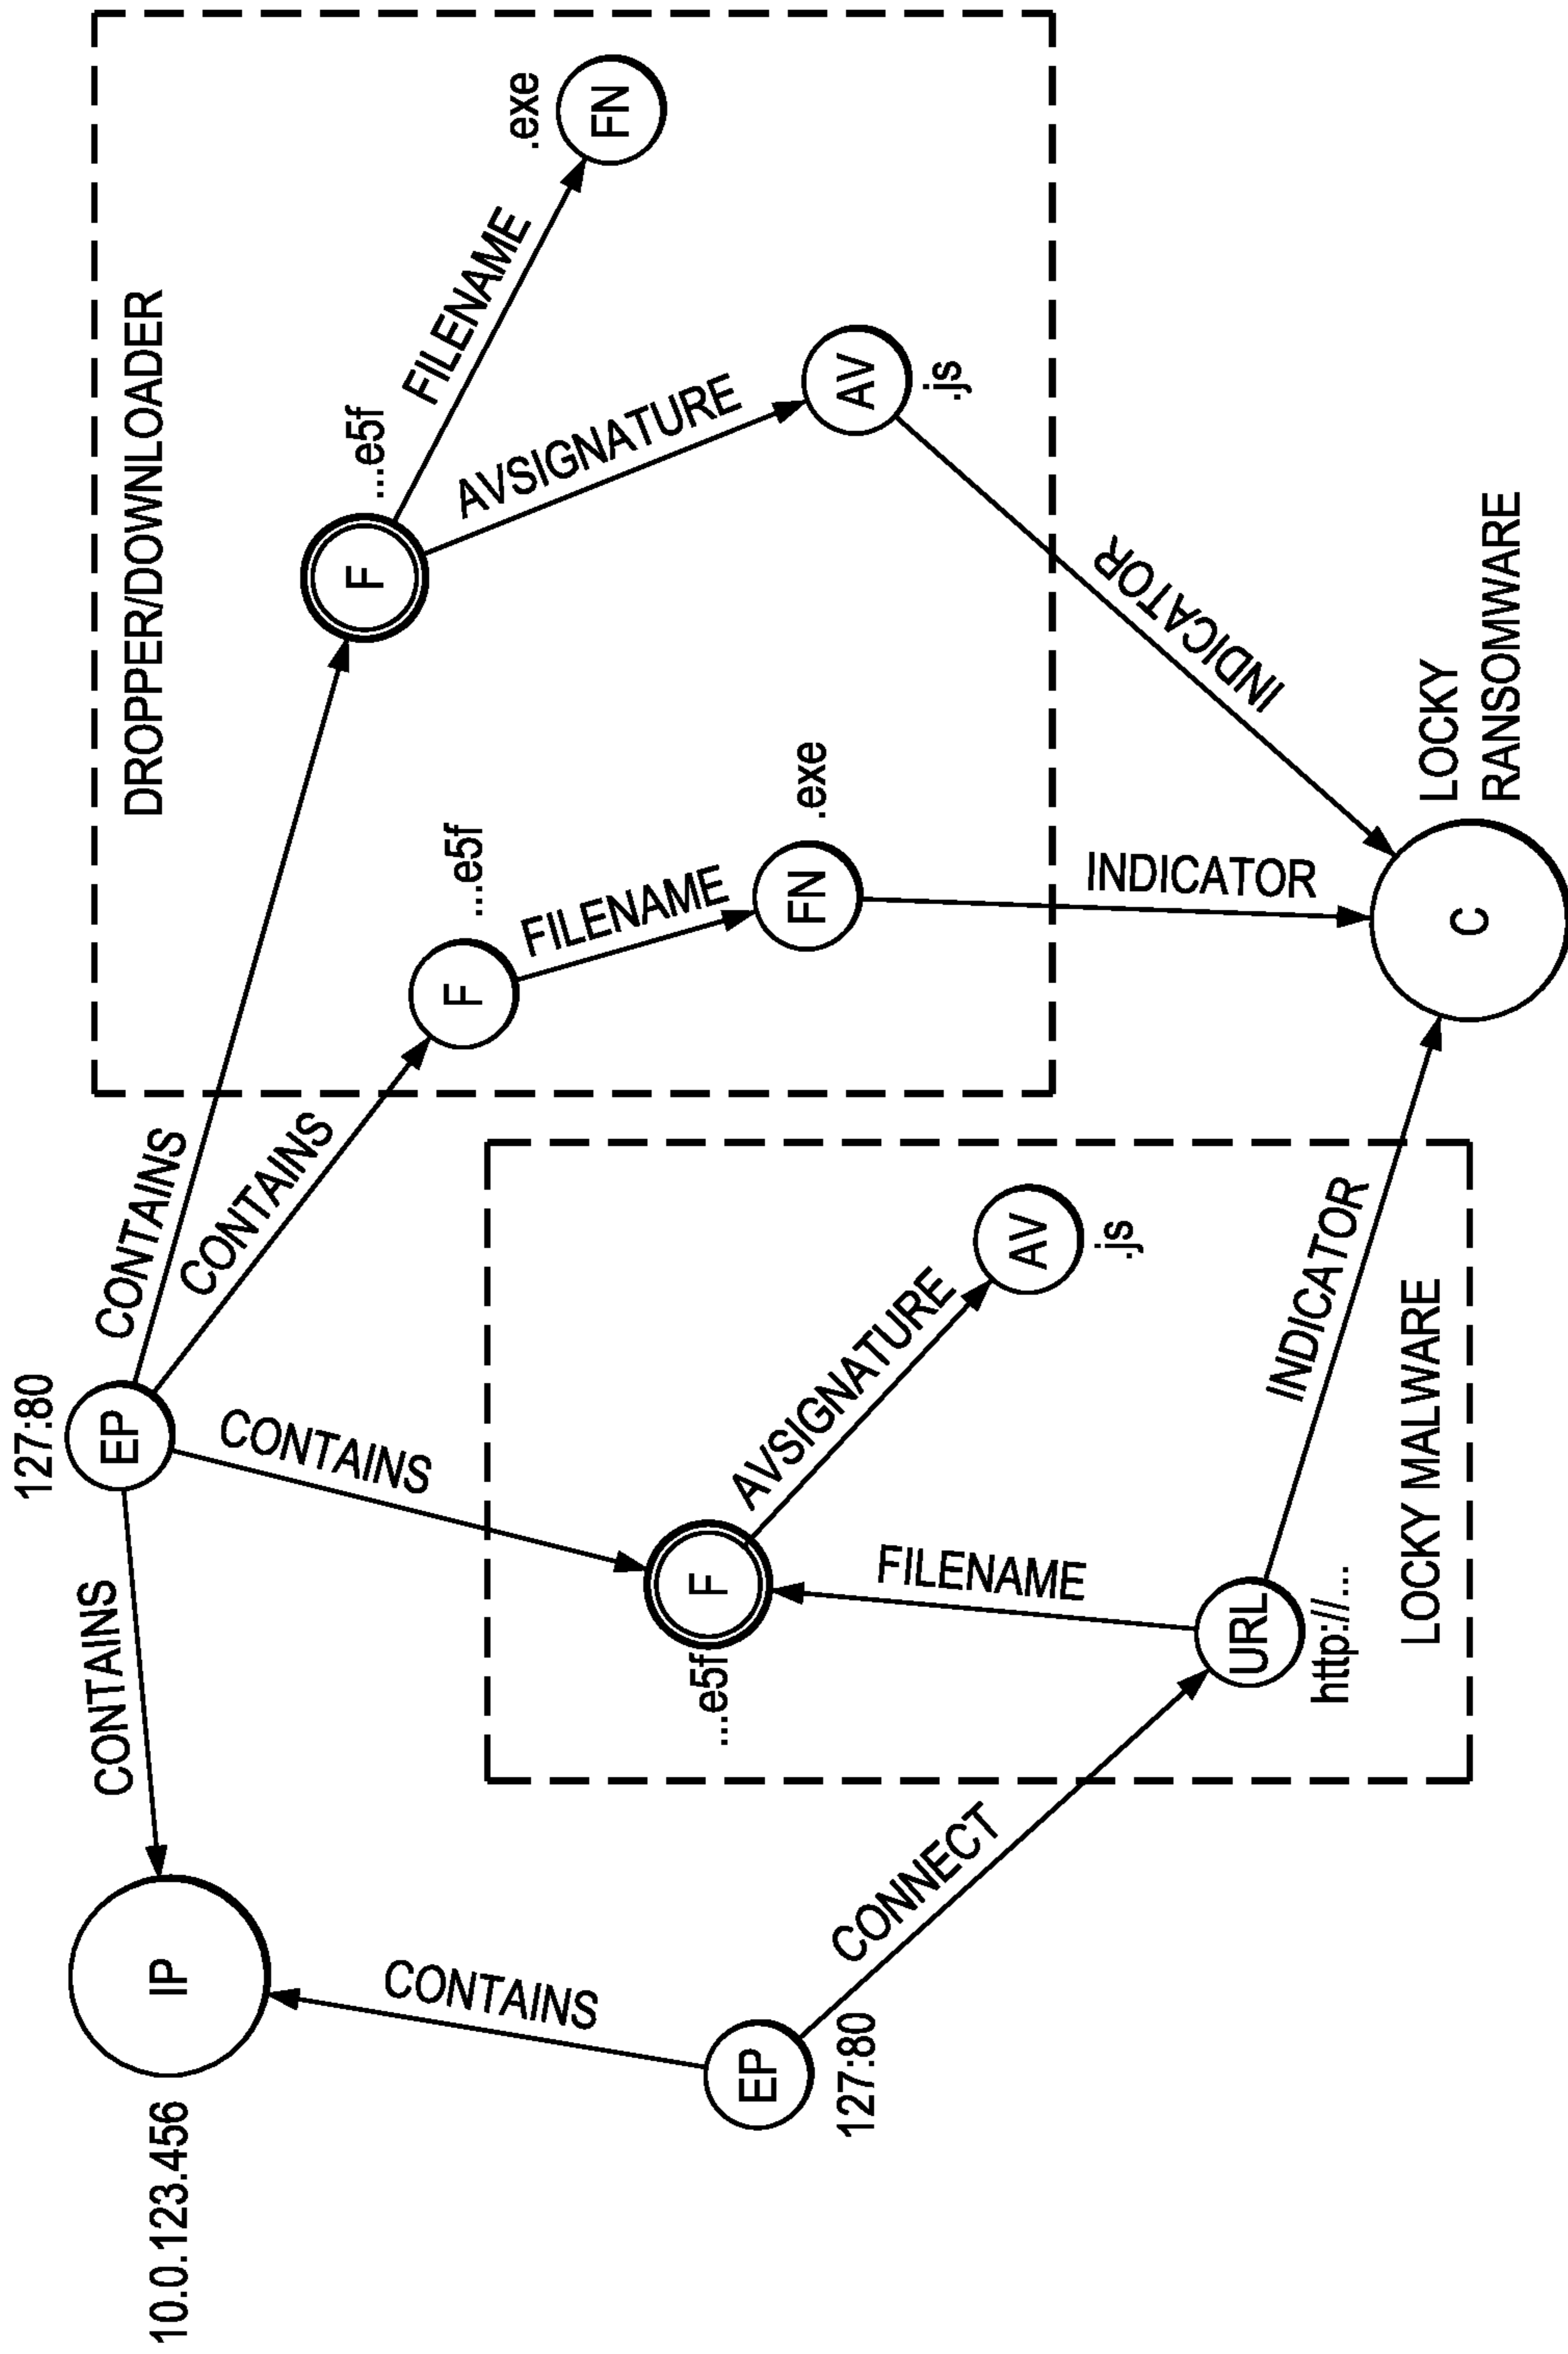 127:80
EP
CONTAINS
CONTAINS
DROPPER/DOWNLOADER
10.0.123.456
IP
CONTAINS
CONTAINS
F
...e5f
FILENAME
.exe
FN
F
...e5f
CONTAINS
AVSIGNATURE
FILENAME
...e5f
F
EP
127:80
FN
.exe
AV
.js
AVSIGNATURE
CONNECT
FILENAME
AV
.js
INDICATOR
INDICATOR
URL
http://...
INDICATOR
LOCKY MALWARE
C
LOCKY
RANSOMWARE